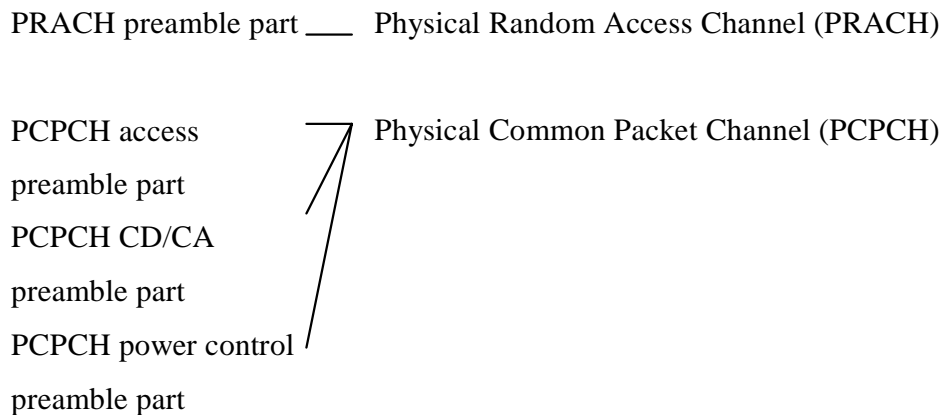 PRACH preamble part Physical Random Access Channel (PRACH)
PCPCH access Physical Common Packet Channel (PCPCH)
preamble part
PCPCH CD/CA
preamble part
PCPCH power control
preamble part